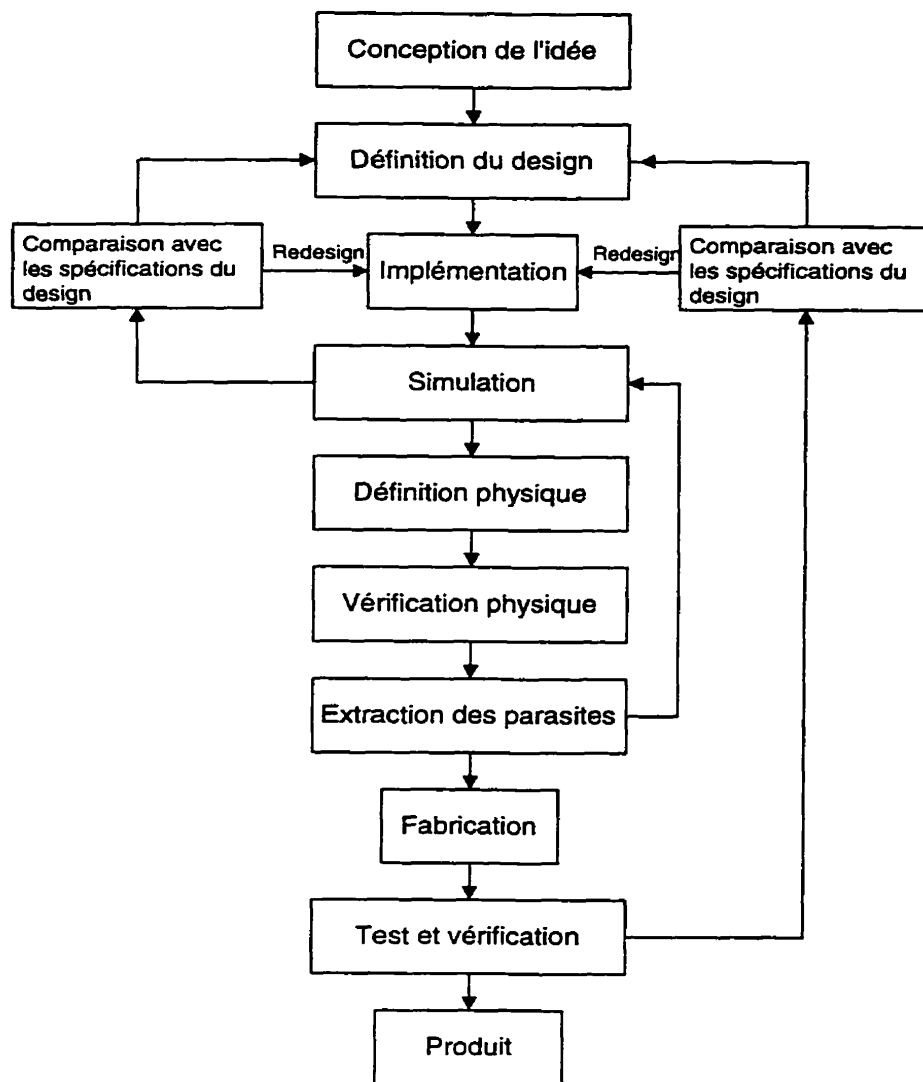 Conception de l'idée
Définition du design
Comparaison avec
les spécifications du
design
Redesign
Implémentation
Redesign
Comparaison avec
les spécifications du
design
Simulation
Définition physique
Vérification physique
Extraction des parasites
Fabrication
Test et vérification
Produit